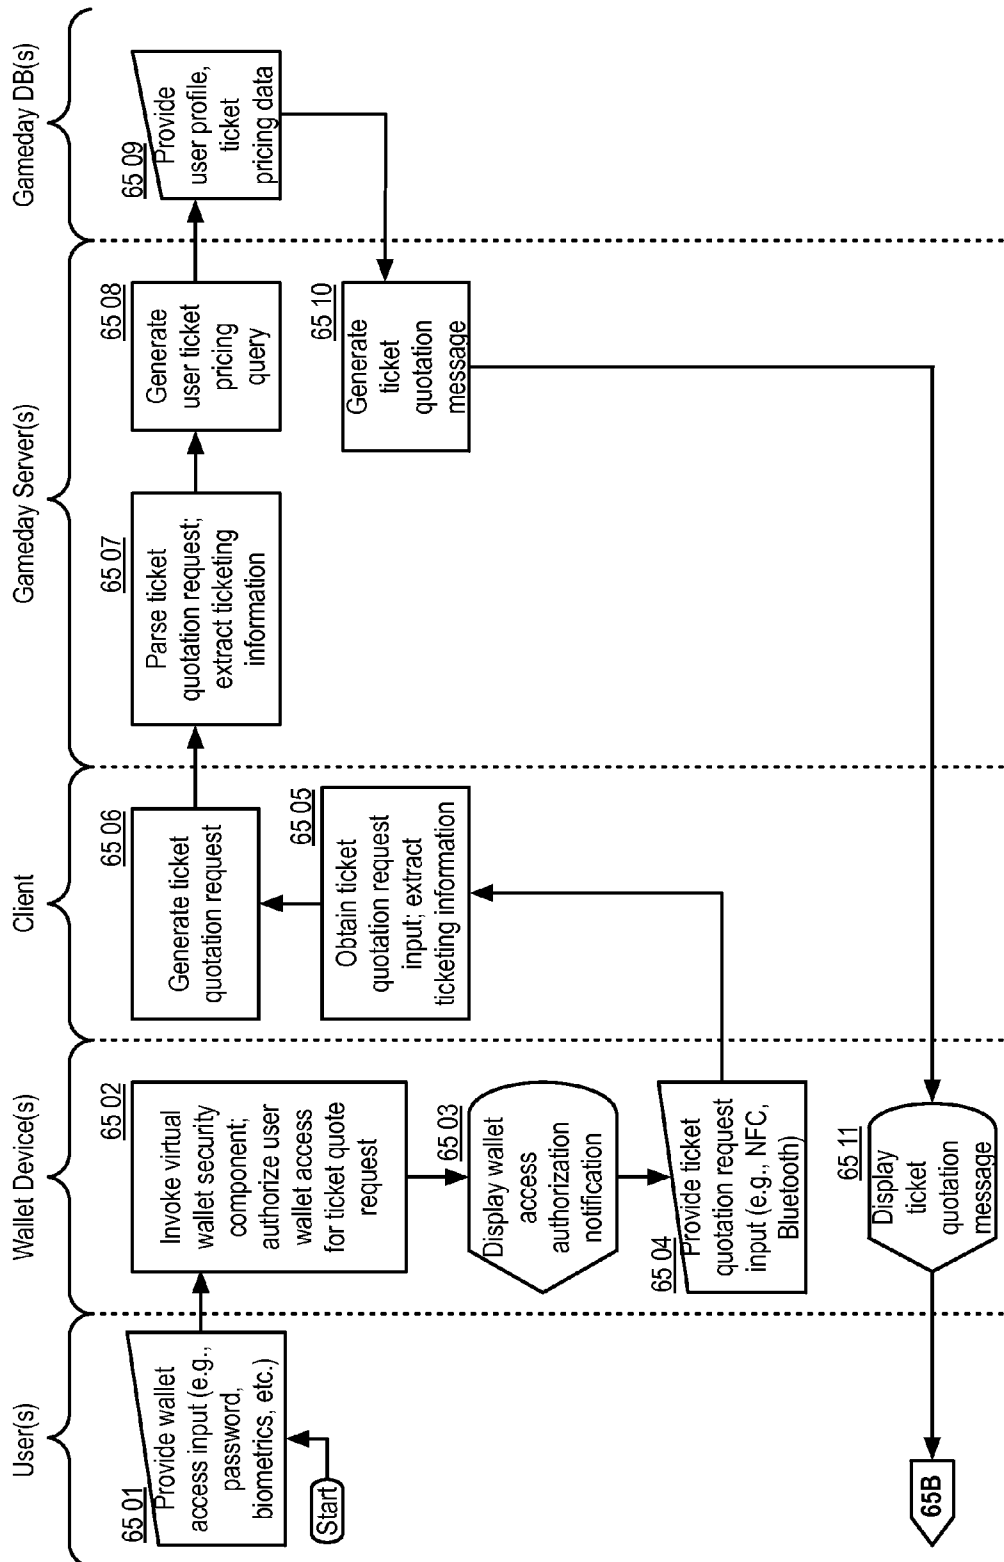 User(s)
Wallet Device(s)
Client
Gameday Server(s)
Gameday DB(s)
65 01
Provide wallet
access input (e.g.,
password,
biometrics, etc.)
Start
65 02
Invoke virtual
wallet security
component;
authorize user
wallet access
for ticket quote
request
65 03
Display wallet
access
authorization
notification
65 04
Provide ticket
quotation request
input (e.g., NFC,
Bluetooth)
65 05
Obtain ticket
quotation request
input; extract
ticketing information
65 06
Generate ticket
quotation request
65 07
Parse ticket
quotation request;
extract ticketing
information
65 08
Generate
user ticket
pricing
query
65 09
Provide
user profile,
ticket
pricing data
65 10
Generate
ticket
quotation
message
65 11
Display
ticket
quotation
message
65B